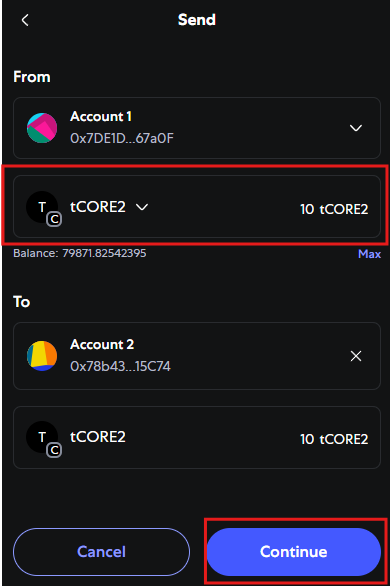 Send
From
Account 1
0x7DE1D...67a0F
T C tCORE2 10 tCORE2
Balance: 79871.82542395 Max
To
Account 2
0x78b43...15C74
T C tCORE2 10 tCORE2
Cancel Continue